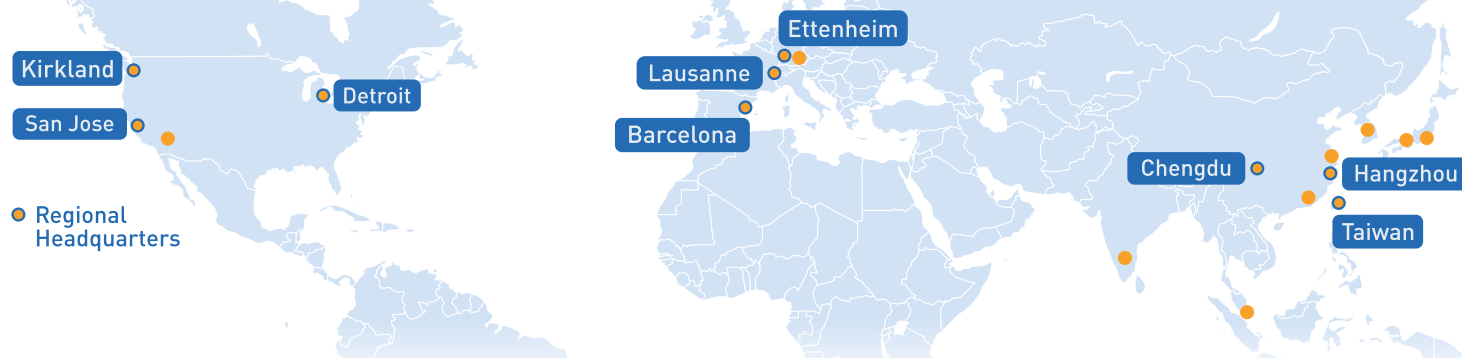 Ettenheim
Kirkland
Lausanne
Detroit
San Jose
Barcelona
Chengdu
Hangzhou
Regional
Headquarters
Taiwan